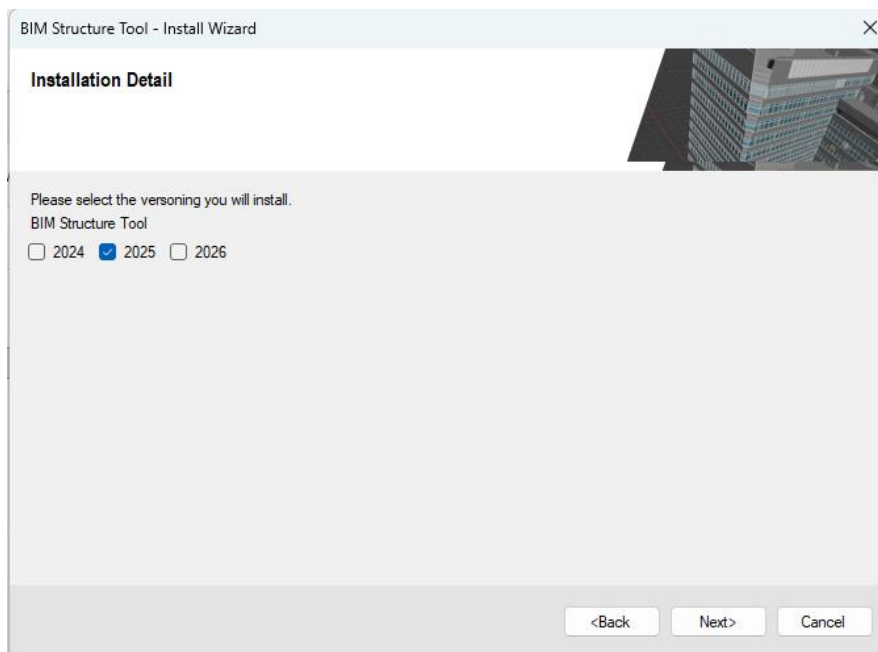 BIM Structure Tool - Install Wizard
Installation Detail
Please select the versoning you will install.
BIM Structure Tool
2024 2025 2026
<Back Next> Cancel